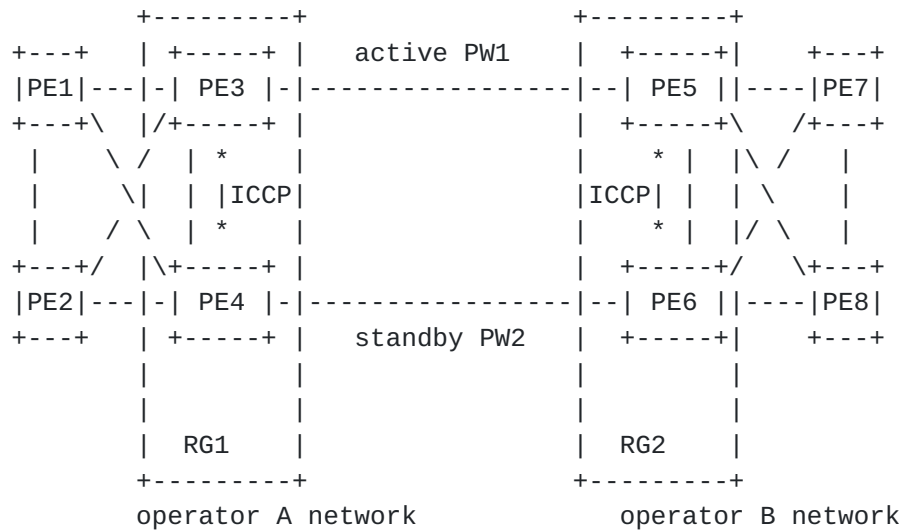 active PW1
PE1 PE3 PE5 PE7
ICCP ICCP
PE2 PE4 PE6 PE8
standby PW2
RG1 RG2
operator A network operator B network